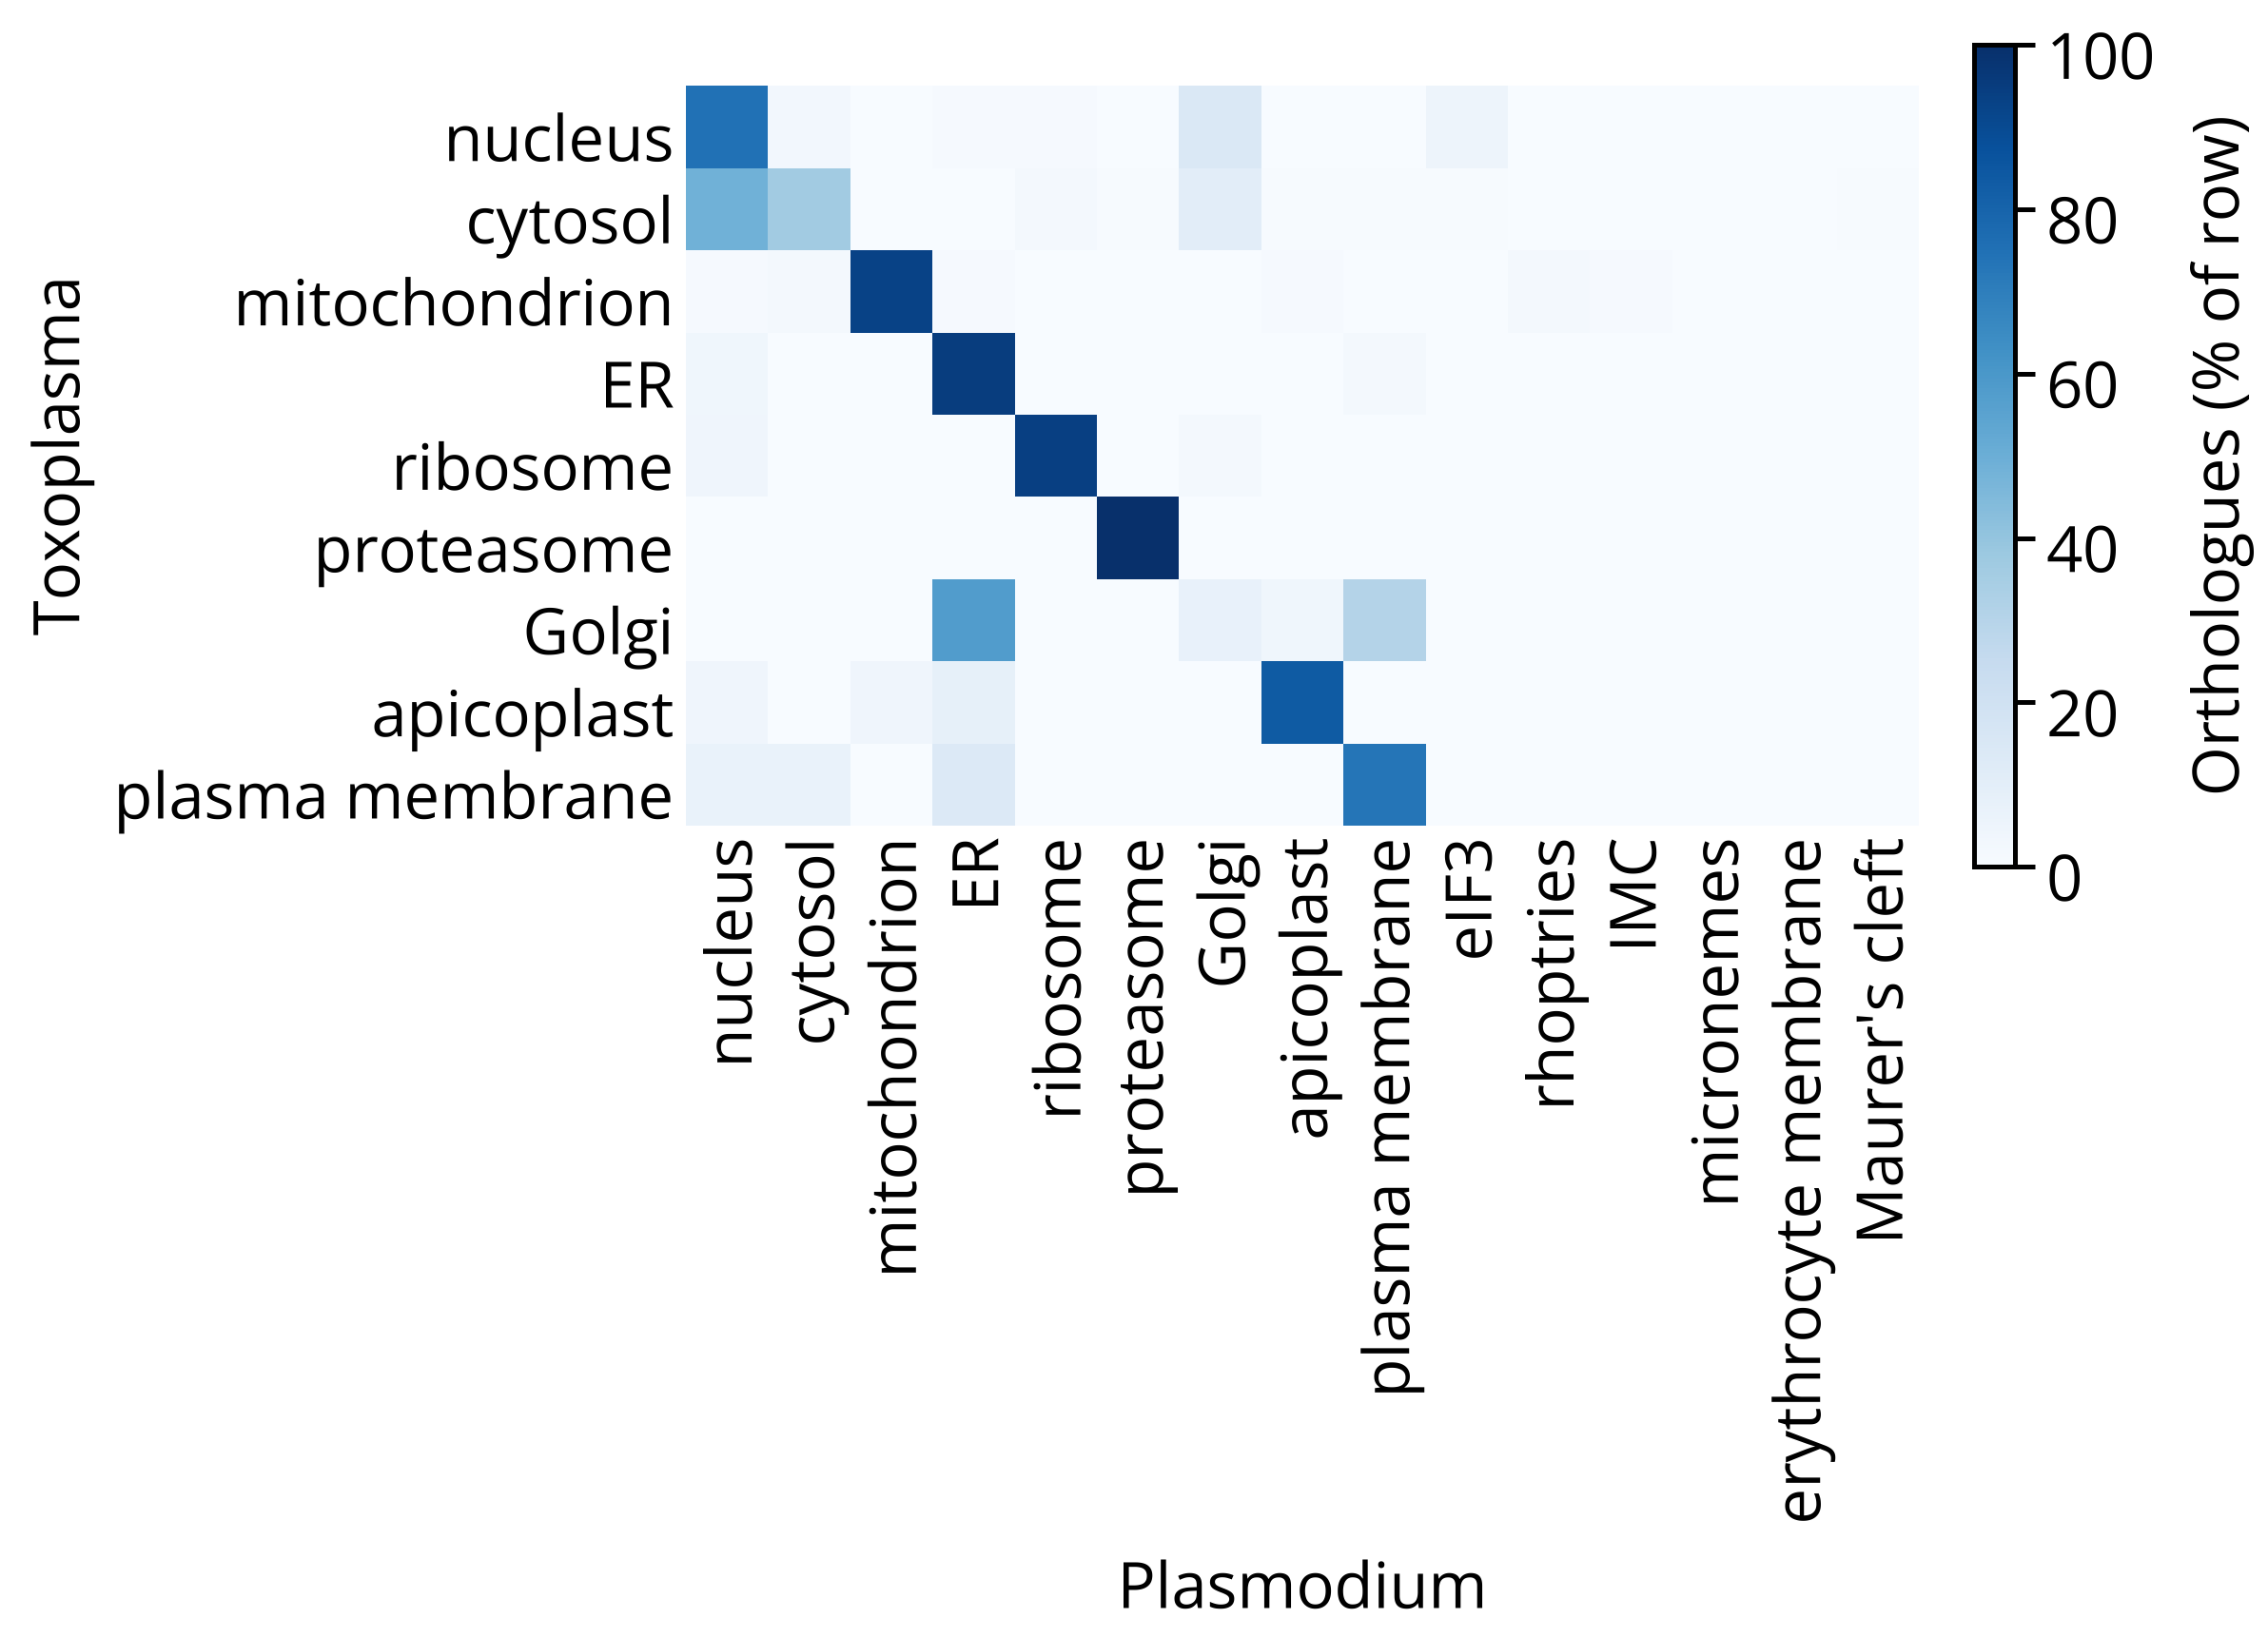 Toxoplasma
nucleus
cytosol
mitochondrion
ER
ribosome
proteasome
Golgi
apicoplast
plasma membrane
nucleus
cytosol
mitochondrion
ER
ribosome
proteasome
Golgi
apicoplast
plasma membrane
eIF3
rhoptries
IMC
micronemes
erythrocyte membrane
Maurer's cleft
Plasmodium
100
80
60
40
20
0
Orthologues (% of row)